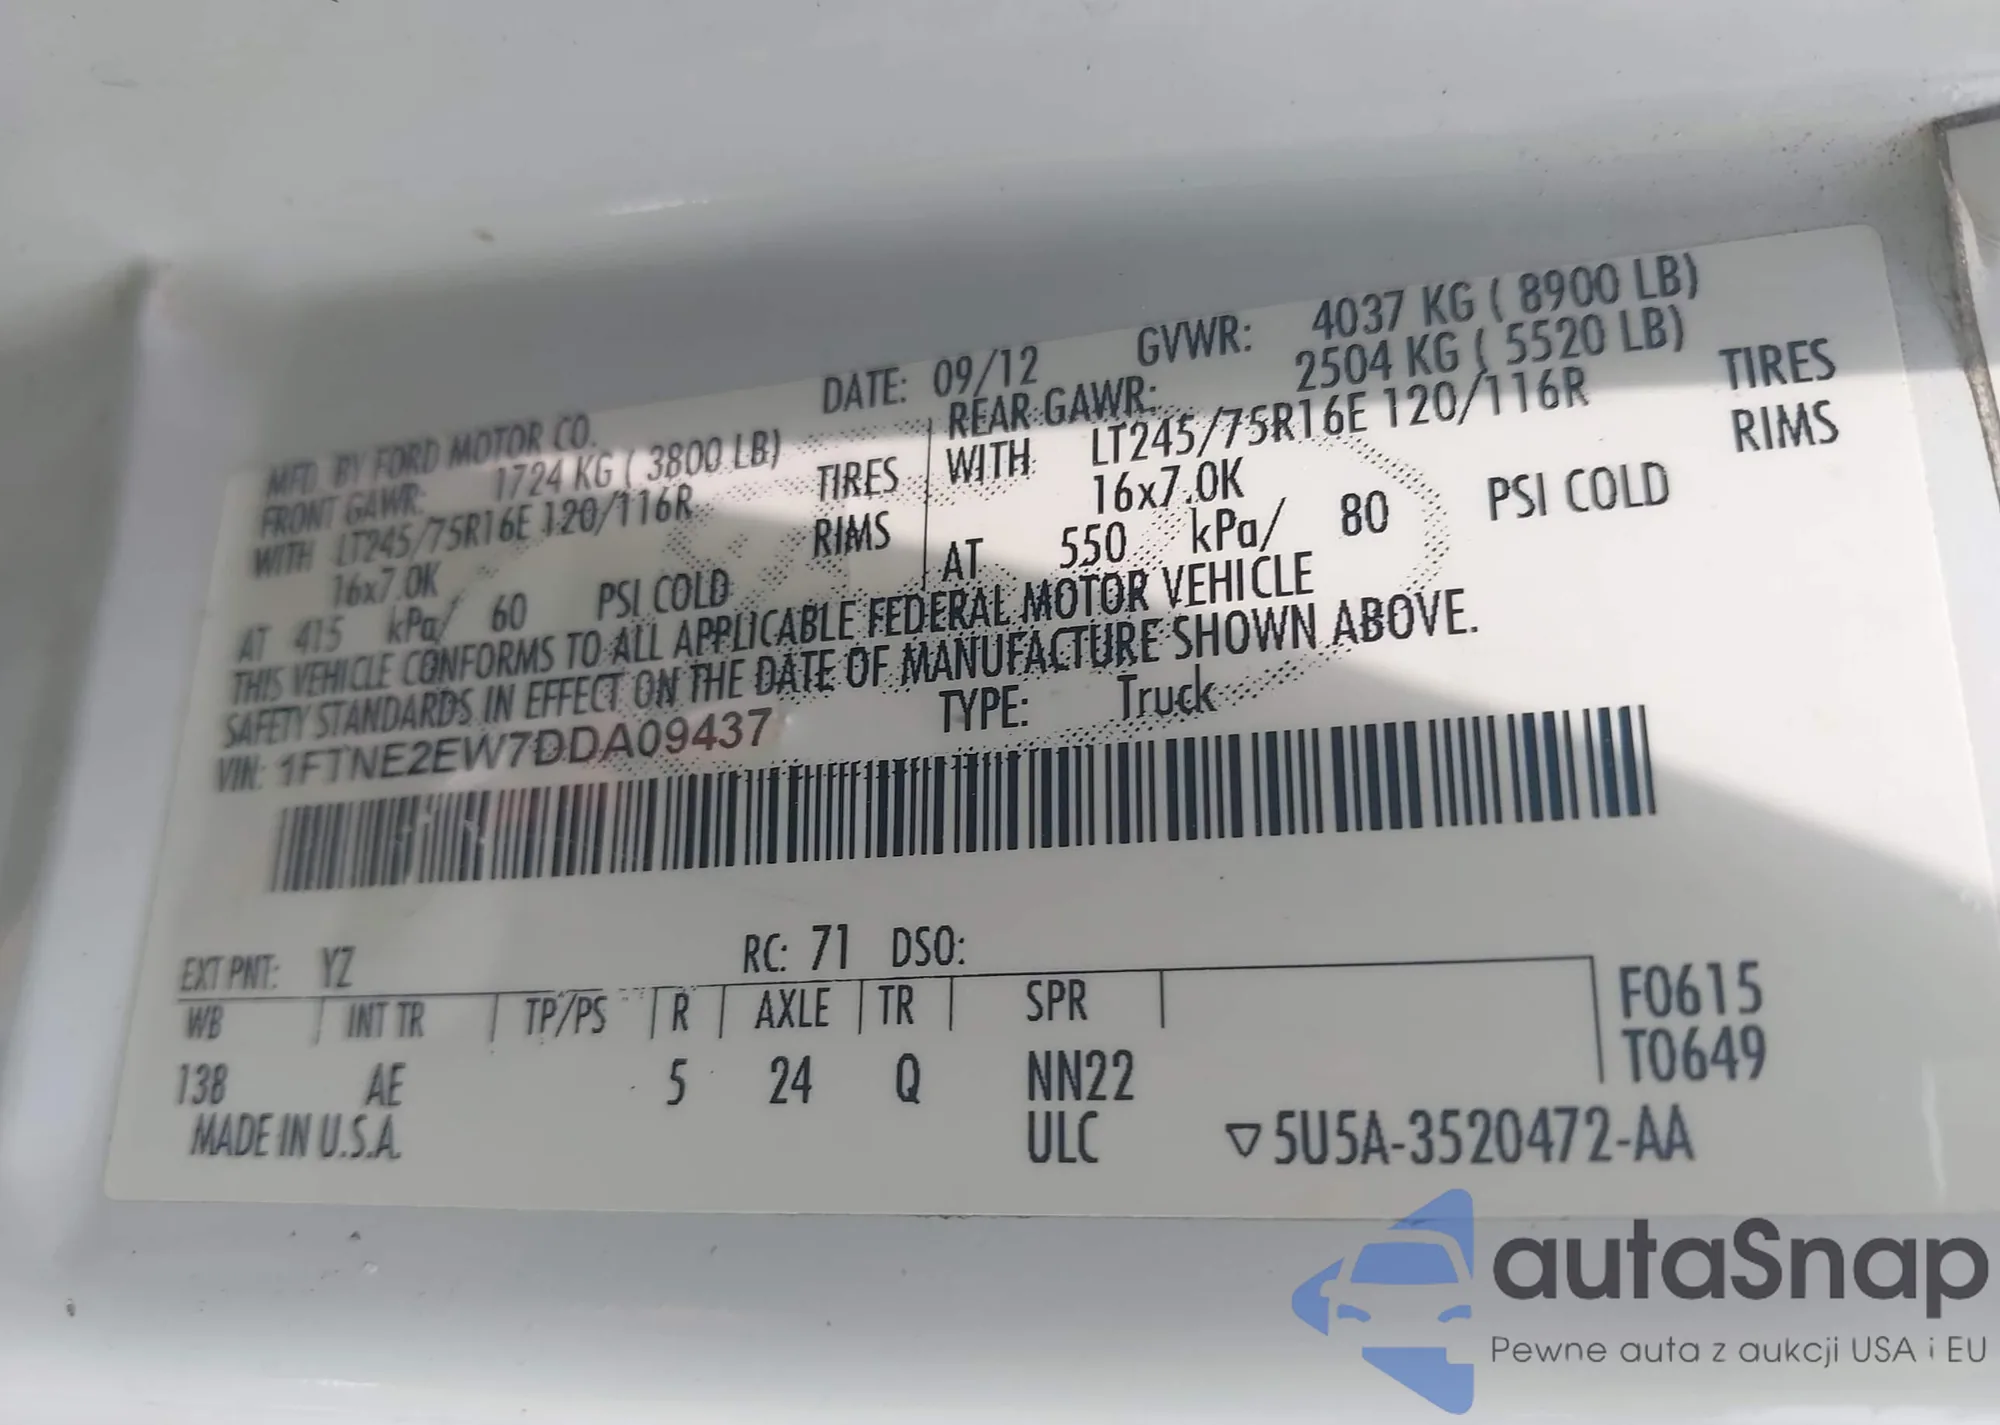 MFD. BY FORD MOTOR CO. DATE: 09/12 GVWR: 4037 KG ( 8900 LB)
FRONT GAWR: 1724 KG ( 3800 LB) REAR GAWR: 2504 KG ( 5520 LB)
WITH LT245/75R16E 120/116R TIRES WITH LT245/75R16E 120/116R TIRES
16x7.0K RIMS 16x7.0K RIMS
AT 415 kPa/ 60 PSI COLD AT 550 kPa/ 80 PSI COLD
THIS VEHICLE CONFORMS TO ALL APPLICABLE FEDERAL MOTOR VEHICLE
SAFETY STANDARDS IN EFFECT ON THE DATE OF MANUFACTURE SHOWN ABOVE.
VIN: 1FTNE2EW7DDA09437 TYPE: Truck
EXT PNT: YZ RC: 71 DSO:
WB INT TR TP/PS R AXLE TR SPR F0615
T0649
138 AE 5 24 Q NN22
MADE IN U.S.A. ULC ▽5U5A-3520472-AA
autaSnap
Pewne auta z aukcji USA i EU